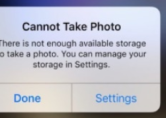 Cannot Take Photo
There is not enough available storage
to take a photo. You can manage your
storage in Settings.
Done
Settings